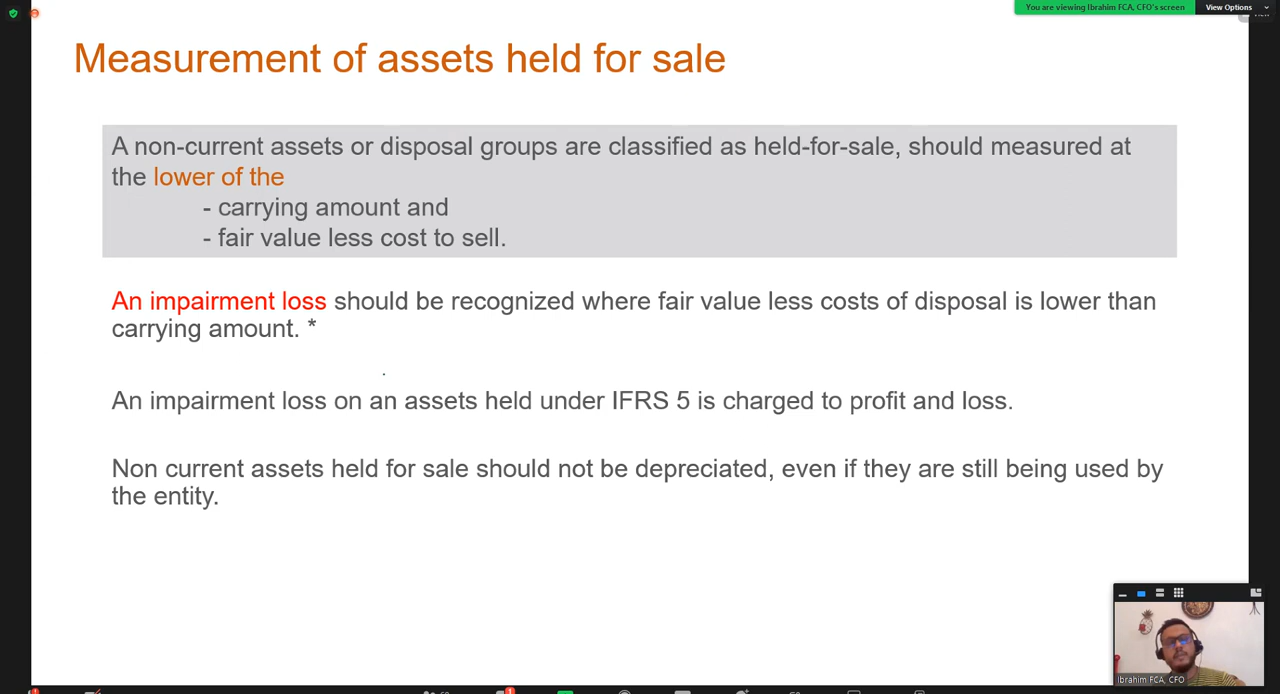 You are viewing Ibrahim FCA, CFO's screen
View Options
View
Measurement of assets held for sale
A non-current assets or disposal groups are classified as held-for-sale, should measured at
the lower of the
- carrying amount and
- fair value less cost to sell.
An impairment loss should be recognized where fair value less costs of disposal is lower than
carrying amount. *
An impairment loss on an assets held under IFRS 5 is charged to profit and loss.
Non current assets held for sale should not be depreciated, even if they are still being used by
the entity.
Ibrahim FCA, CFO
1